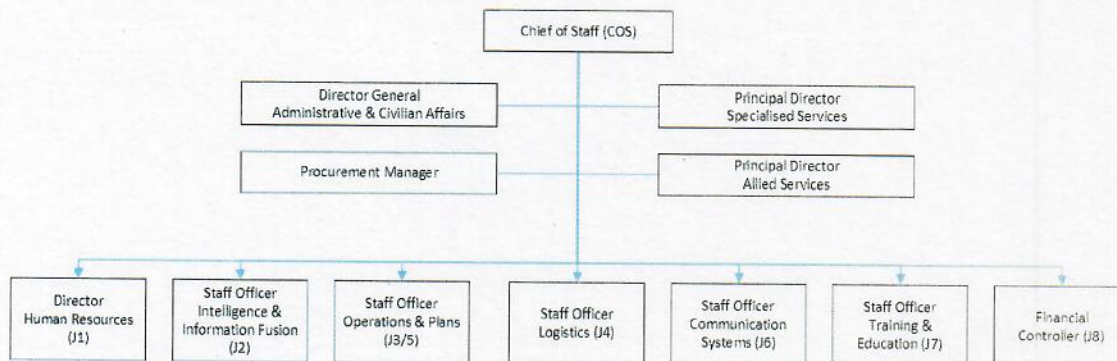 Chief of Staff (COS)
Director General
Administrative & Civilian Affairs
Principal Director
Specialised Services
Procurement Manager
Principal Director
Allied Services
Director
Human Resources
(J1)
Staff Officer
Intelligence &
Information Fusion
(J2)
Staff Officer
Operations & Plans
(J3/5)
Staff Officer
Logistics (J4)
Staff Officer
Communication
Systems (J6)
Staff Officer
Training &
Education (J7)
Financial
Controller (J8)